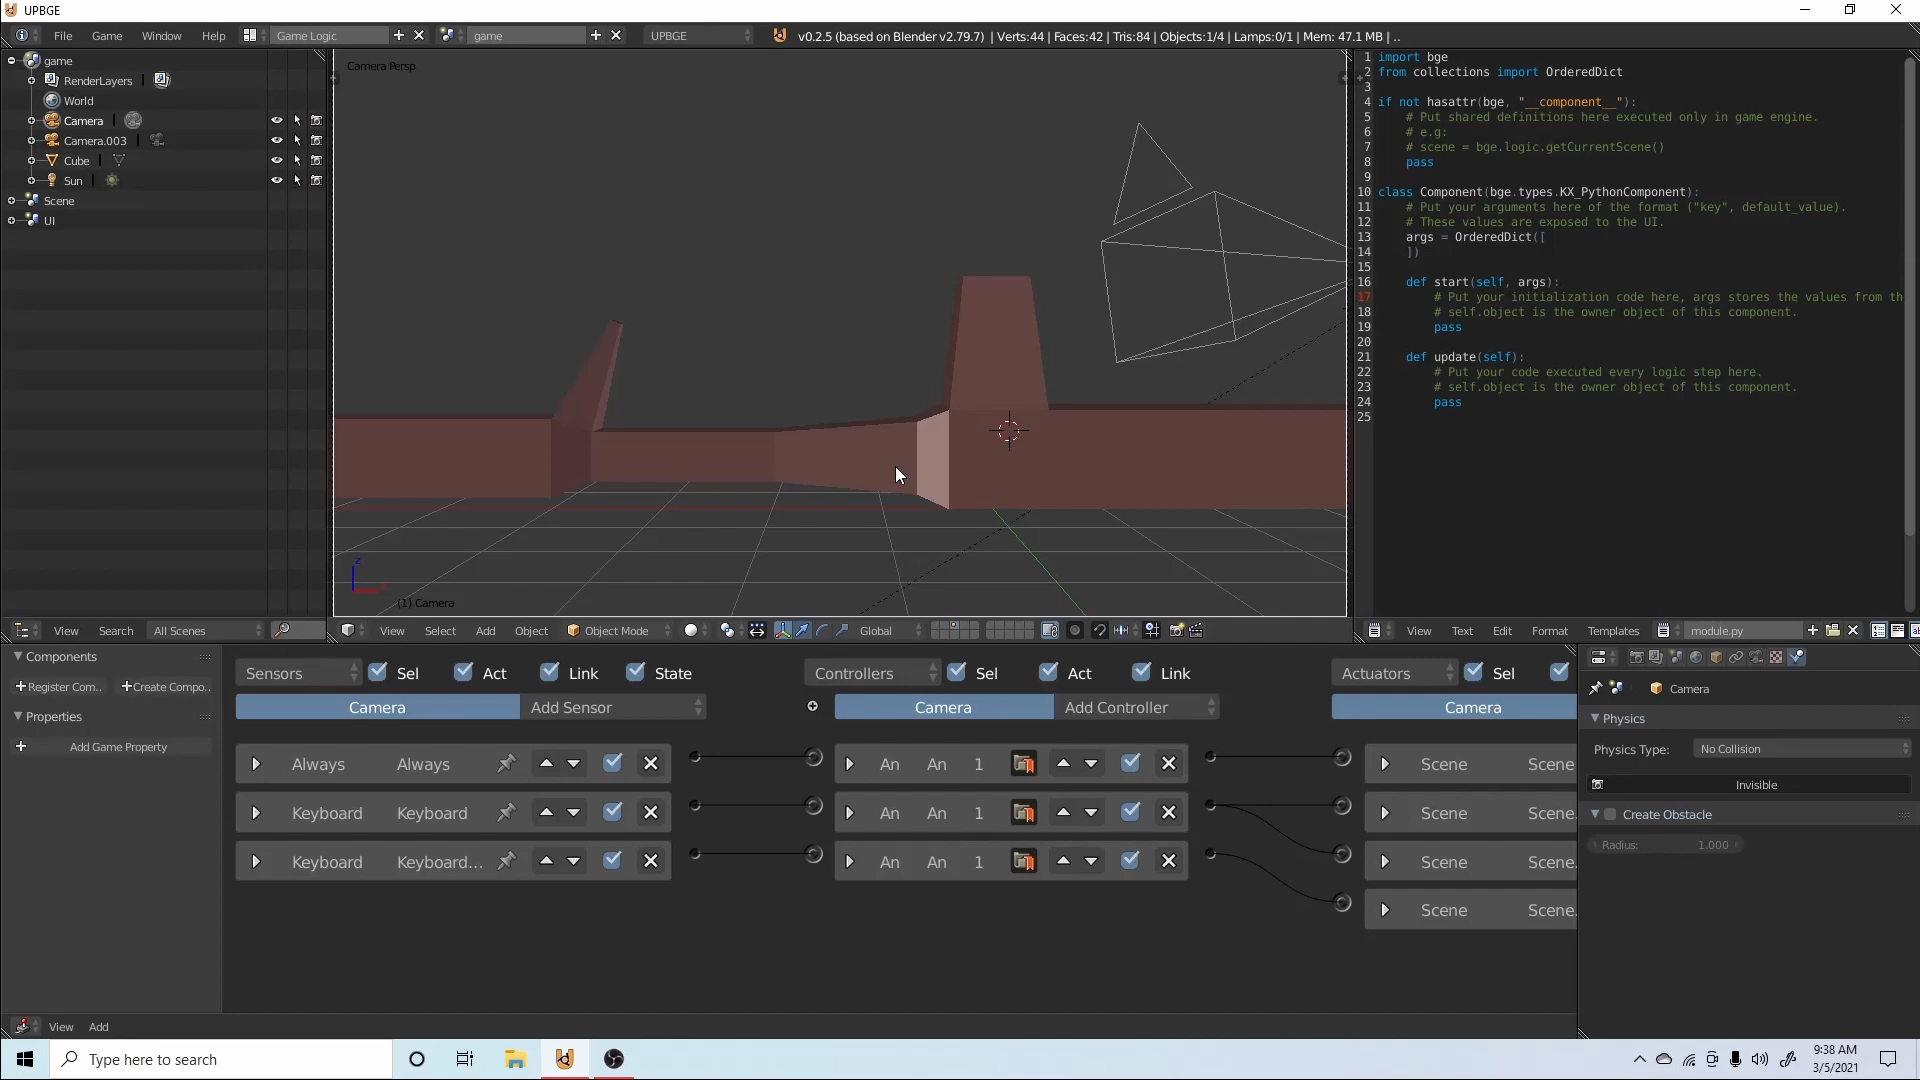 UPBGE
File Game Window Help Game Logic game UPBGE v0.2.5 (based on Blender v2.79.7) | Verts:44 | Faces:42 | Tris:84 | Objects:1/4 | Lamps:0/1 | Mem: 47.1 MB | ..
game
RenderLayers
World
Camera
Camera.003
Cube
Sun
Scene
UI
View Search All Scenes
Camera Persp
(1) Camera
View Select Add Object Object Mode Global
1 import bge
2 from collections import OrderedDict
3
4 if not hasattr(bge, "__component__"):
5 # Put shared definitions here executed only in game engine.
6 # e.g:
7 # scene = bge.logic.getCurrentScene()
8 pass
9
10 class Component(bge.types.KX_PythonComponent):
11 # Put your arguments here of the format ("key", default_value).
12 # These values are exposed to the UI.
13 args = OrderedDict([
14 ])
15
16 def start(self, args):
17 # Put your initialization code here, args stores the values from th
18 # self.object is the owner object of this component.
19 pass
20
21 def update(self):
22 # Put your code executed every logic step here.
23 # self.object is the owner object of this component.
24 pass
25
View Text Edit Format Templates module.py
Components
Register Com.. Create Compo..
Properties
Add Game Property
Sensors Sel Act Link State
Camera Add Sensor
Always Always
Keyboard Keyboard
Keyboard Keyboard...
Controllers Sel Act Link
Camera Add Controller
An An 1
An An 1
An An 1
Actuators Sel
Camera
Scene Scene
Scene Scene.
Scene Scene.
Scene Scene.
View Add
Camera
Physics
Physics Type: No Collision
Invisible
Create Obstacle
Radius: 1.000
Type here to search
9:38 AM
3/5/2021